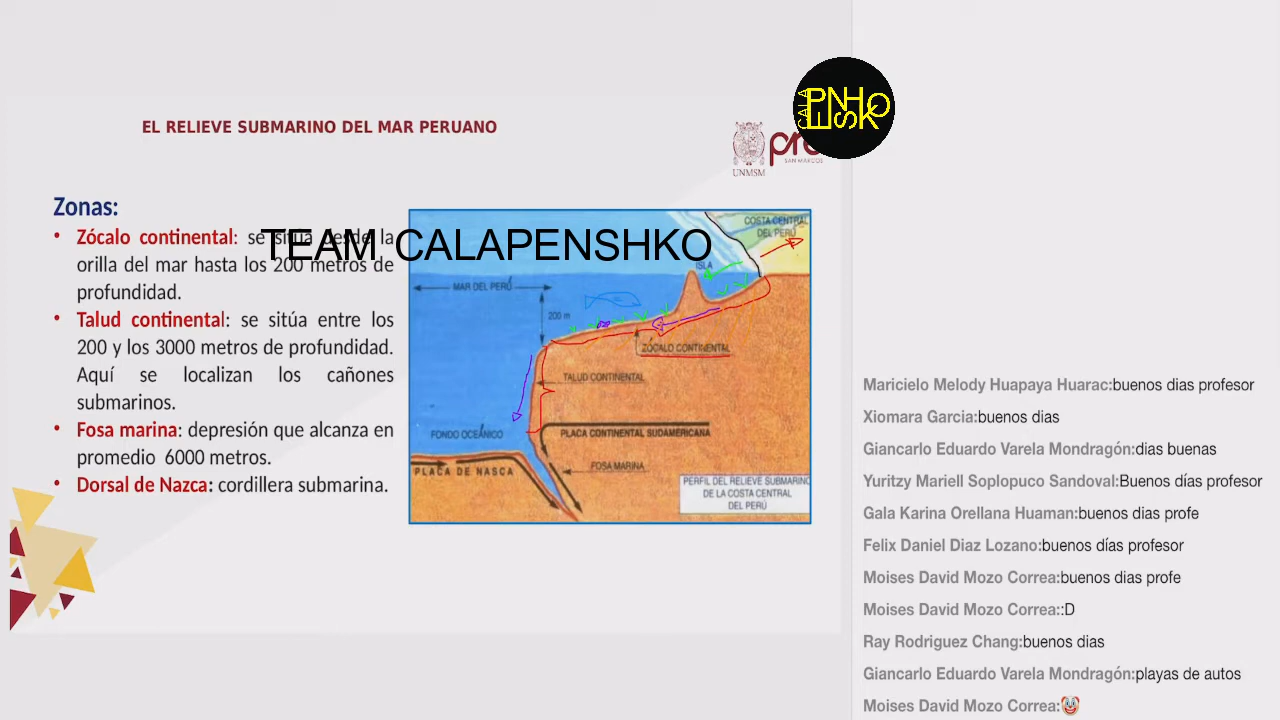 EL RELIEVE SUBMARINO DEL MAR PERUANO
CALA
PENHO
ESK
UNMSM
SAN MARCOS
Zonas:
• Zócalo continental: se sitúa desde la
orilla del mar hasta los 200 metros de
profundidad.
• Talud continental: se sitúa entre los
200 y los 3000 metros de profundidad.
Aquí se localizan los cañones
submarinos.
• Fosa marina: depresión que alcanza en
promedio 6000 metros.
• Dorsal de Nazca: cordillera submarina.
TEAM CALAPENSHKO
COSTA CENTRAL
DEL PERÚ
ISLA
MAR DEL PERÚ
200 m
ZÓCALO CONTINENTAL
TALUD CONTINENTAL
FONDO OCEÁNICO
PLACA CONTINENTAL SUDAMERICANA
PLACA DE NASCA
FOSA MARINA
PERFIL DEL RELIEVE SUBMARINO
DE LA COSTA CENTRAL
DEL PERÚ
Maricielo Melody Huapaya Huarac:buenos dias profesor
Xiomara Garcia:buenos dias
Giancarlo Eduardo Varela Mondragón:dias buenas
Yuritzy Mariell Soplopuco Sandoval:Buenos días profesor
Gala Karina Orellana Huaman:buenos dias profe
Felix Daniel Diaz Lozano:buenos días profesor
Moises David Mozo Correa:buenos dias profe
Moises David Mozo Correa::D
Ray Rodriguez Chang:buenos dias
Giancarlo Eduardo Varela Mondragón:playas de autos
Moises David Mozo Correa:🤡